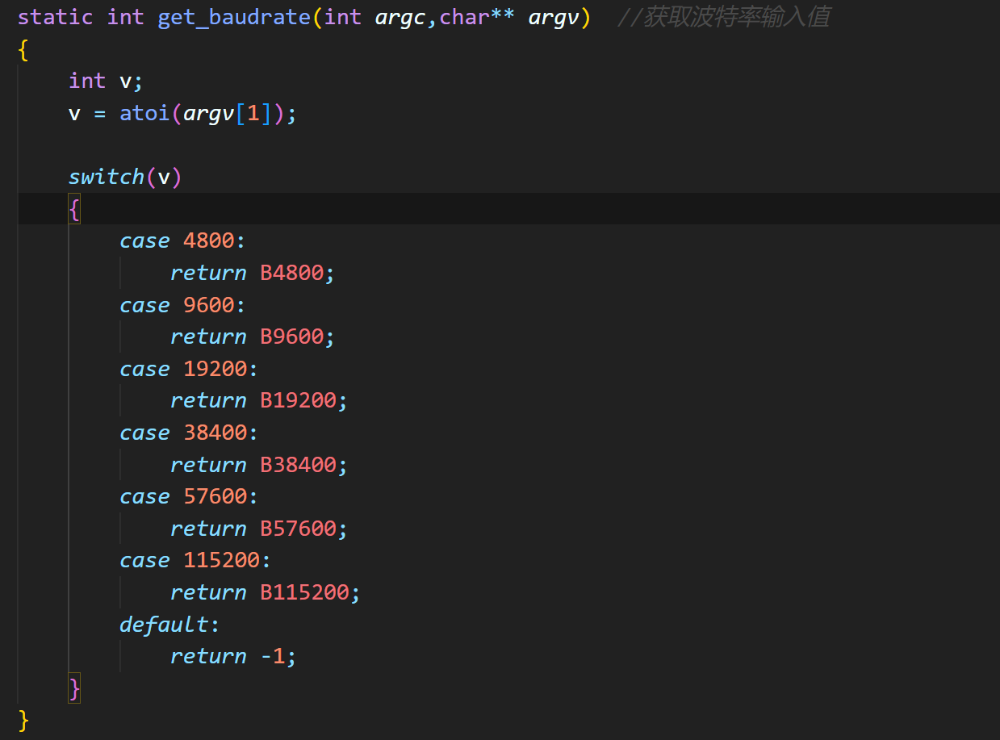 static int get_baudrate(int argc,char** argv)  //获取波特率输入值
{
    int v;
    v = atoi(argv[1]);

    switch(v)
    {
        case 4800:
            return B4800;
        case 9600:
            return B9600;
        case 19200:
            return B19200;
        case 38400:
            return B38400;
        case 57600:
            return B57600;
        case 115200:
            return B115200;
        default:
            return -1;
    }
}